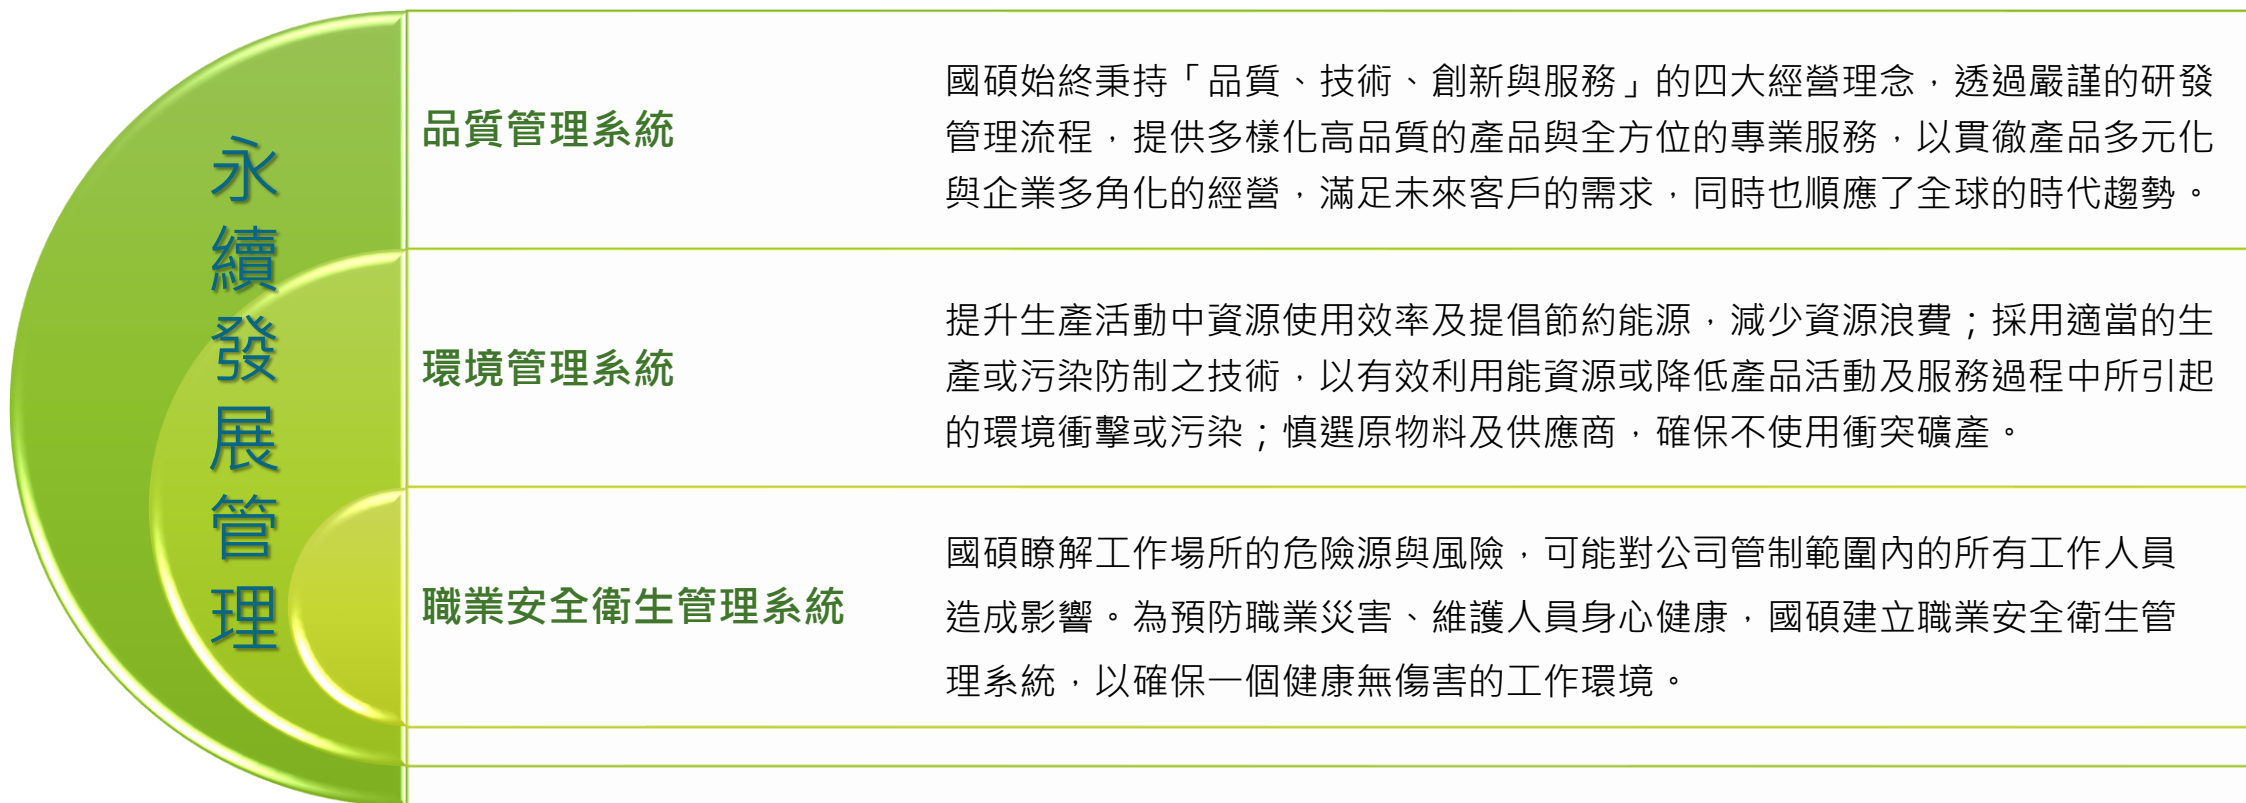 永續發展管理
品質管理系統
國碩始終秉持「品質、技術、創新與服務」的四大經營理念，透過嚴謹的研發
管理流程，提供多樣化高品質的產品與全方位的專業服務，以貫徹產品多元化
與企業多角化的經營，滿足未來客戶的需求，同時也順應了全球的時代趨勢。
環境管理系統
提升生產活動中資源使用效率及提倡節約能源，減少資源浪費；採用適當的生
產或污染防制之技術，以有效利用能資源或降低產品活動及服務過程中所引起
的環境衝擊或污染；慎選原物料及供應商，確保不使用衝突礦產。
職業安全衛生管理系統
國碩瞭解工作場所的危險源與風險，可能對公司管制範圍內的所有工作人員
造成影響。為預防職業災害、維護人員身心健康，國碩建立職業安全衛生管
理系統，以確保一個健康無傷害的工作環境。